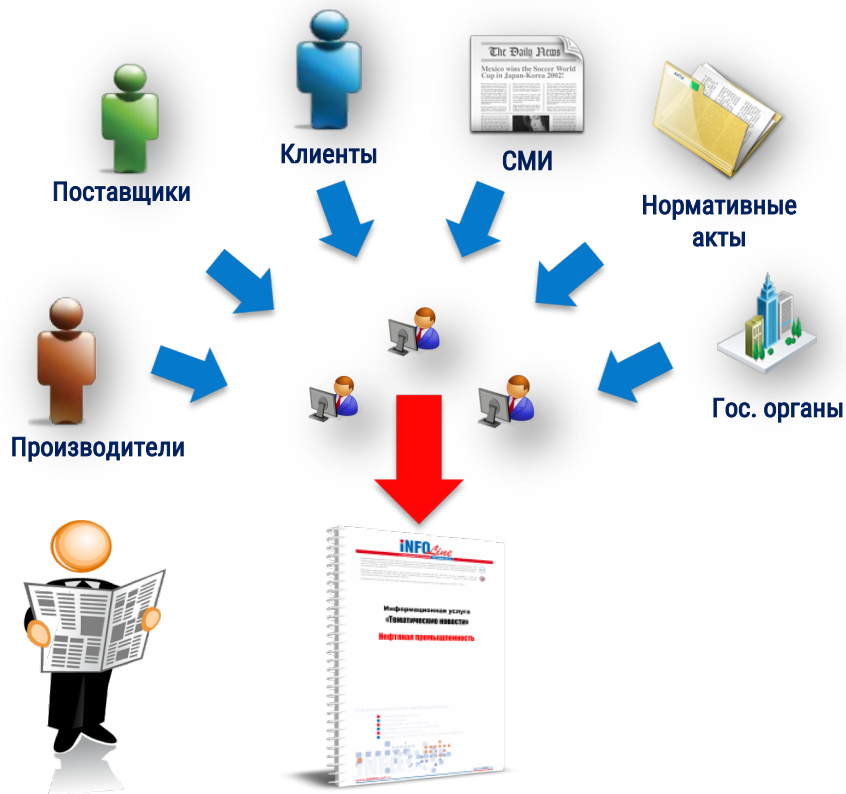 The Daily News
Mexico wins the Soccer World
Cup in Japan-Korea 2002!
АКТЫ
Клиенты
СМИ
Поставщики
Нормативные
акты
Гос. органы
Производители
iNFOLine
Информационная услуга
«Тематические новости»
Нефтяная промышленность